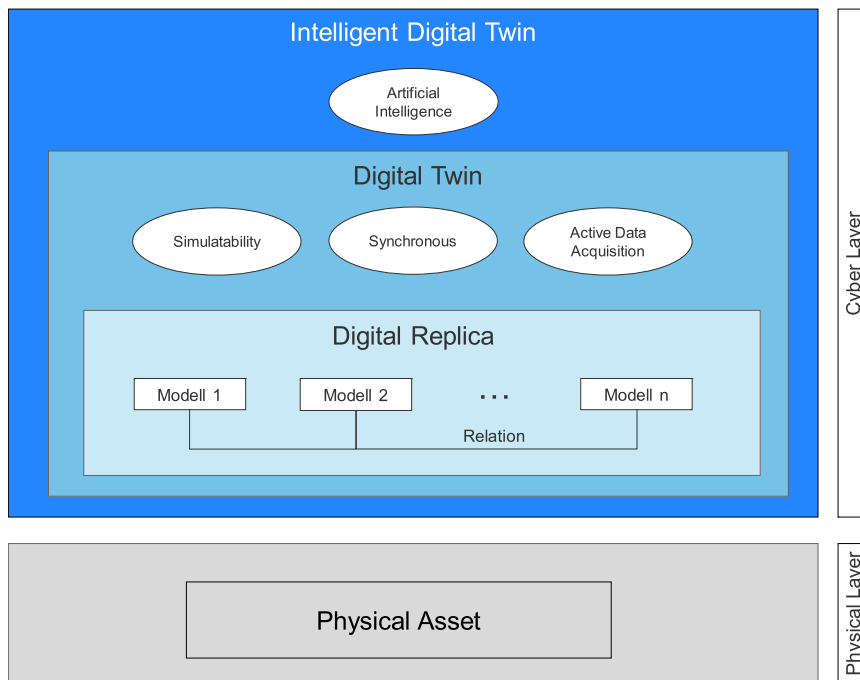 Intelligent Digital Twin
Artificial
Intelligence
Digital Twin
Simulatability
Synchronous
Active Data
Acquisition
Digital Replica
Modell 1
Modell 2
...
Modell n
Relation
Cyber Layer
Physical Asset
Physical Layer